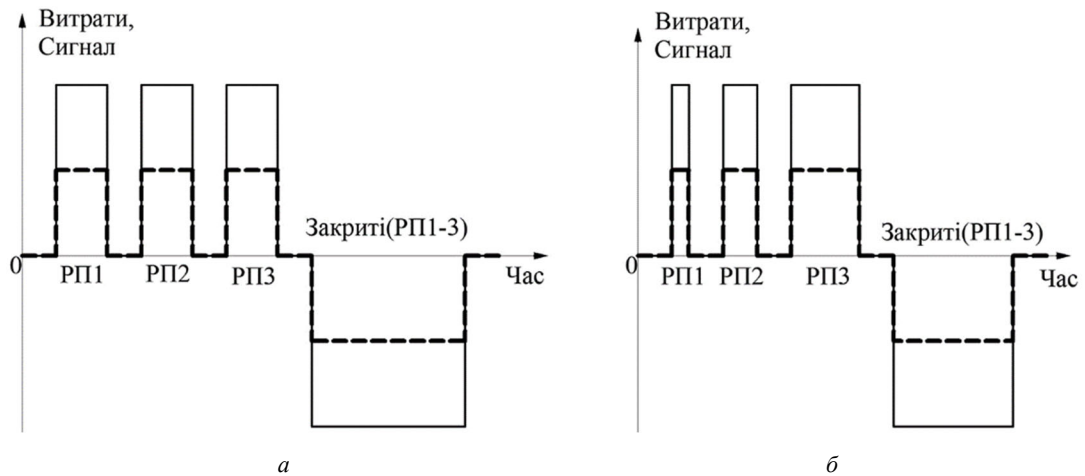 Витрати,
Сигнал
Закриті(РП1-3)
0
РП1 РП2 РП3
Час
а
Витрати,
Сигнал
Закриті(РП1-3)
0
РП1 РП2 РП3
Час
б